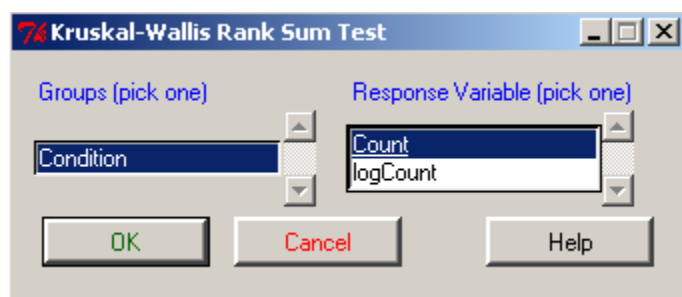 Kruskal-Wallis Rank Sum Test
Groups (pick one)
Response Variable (pick one)
Condition
Count
logCount
OK
Cancel
Help